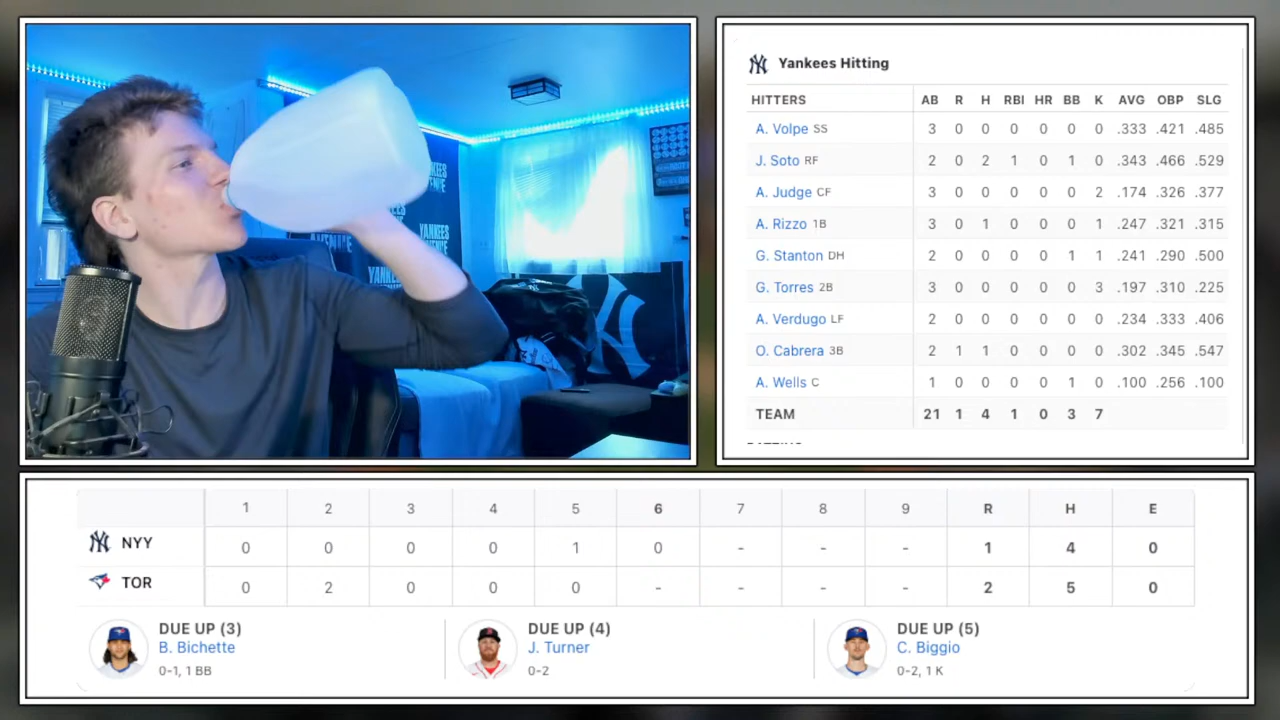 YANKEES
AVENUE
YANKEES
AVENUE
YANKEES
Yankees Hitting
HITTERS AB R H RBI HR BB K AVG OBP SLG
A. Volpe SS 3 0 0 0 0 0 0 .333 .421 .485
J. Soto RF 2 0 2 1 0 1 0 .343 .466 .529
A. Judge CF 3 0 0 0 0 0 2 .174 .326 .377
A. Rizzo 1B 3 0 1 0 0 0 1 .247 .321 .315
G. Stanton DH 2 0 0 0 0 1 1 .241 .290 .500
G. Torres 2B 3 0 0 0 0 0 3 .197 .310 .225
A. Verdugo LF 2 0 0 0 0 0 0 .234 .333 .406
O. Cabrera 3B 2 1 1 0 0 0 0 .302 .345 .547
A. Wells C 1 0 0 0 0 1 0 .100 .256 .100
TEAM 21 1 4 1 0 3 7
1 2 3 4 5 6 7 8 9 R H E
NYY 0 0 0 0 1 0 - - - 1 4 0
TOR 0 2 0 0 0 - - - - 2 5 0
DUE UP (3)
B. Bichette
0-1, 1 BB
DUE UP (4)
J. Turner
0-2
DUE UP (5)
C. Biggio
0-2, 1 K